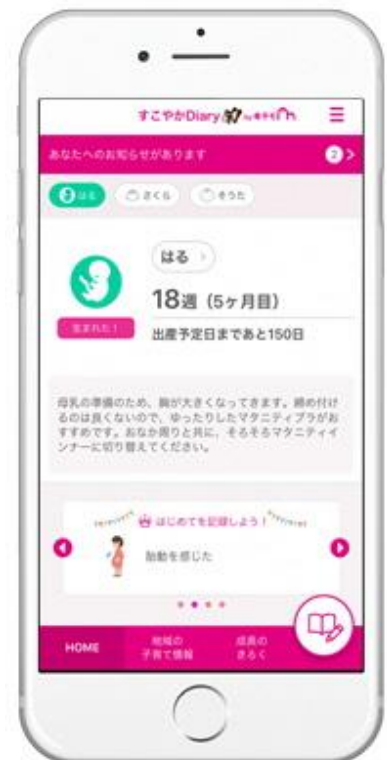 すこやかDiary by
あなたへのお知らせがあります 2
はる さくら そうた
はる
18週（5ヶ月目）
生まれた！
出産予定日まであと150日
母乳の準備のため、胸が大きくなってきます。締め付け
るのは良くないので、ゆったりしたマタニティブラがお
すすめです。おなか周りと共に、そろそろマタニティイ
ンナーに切り替えてください。
はじめてを記録しよう！
胎動を感じた
HOME
地域の
子育て情報
成長の
きろく